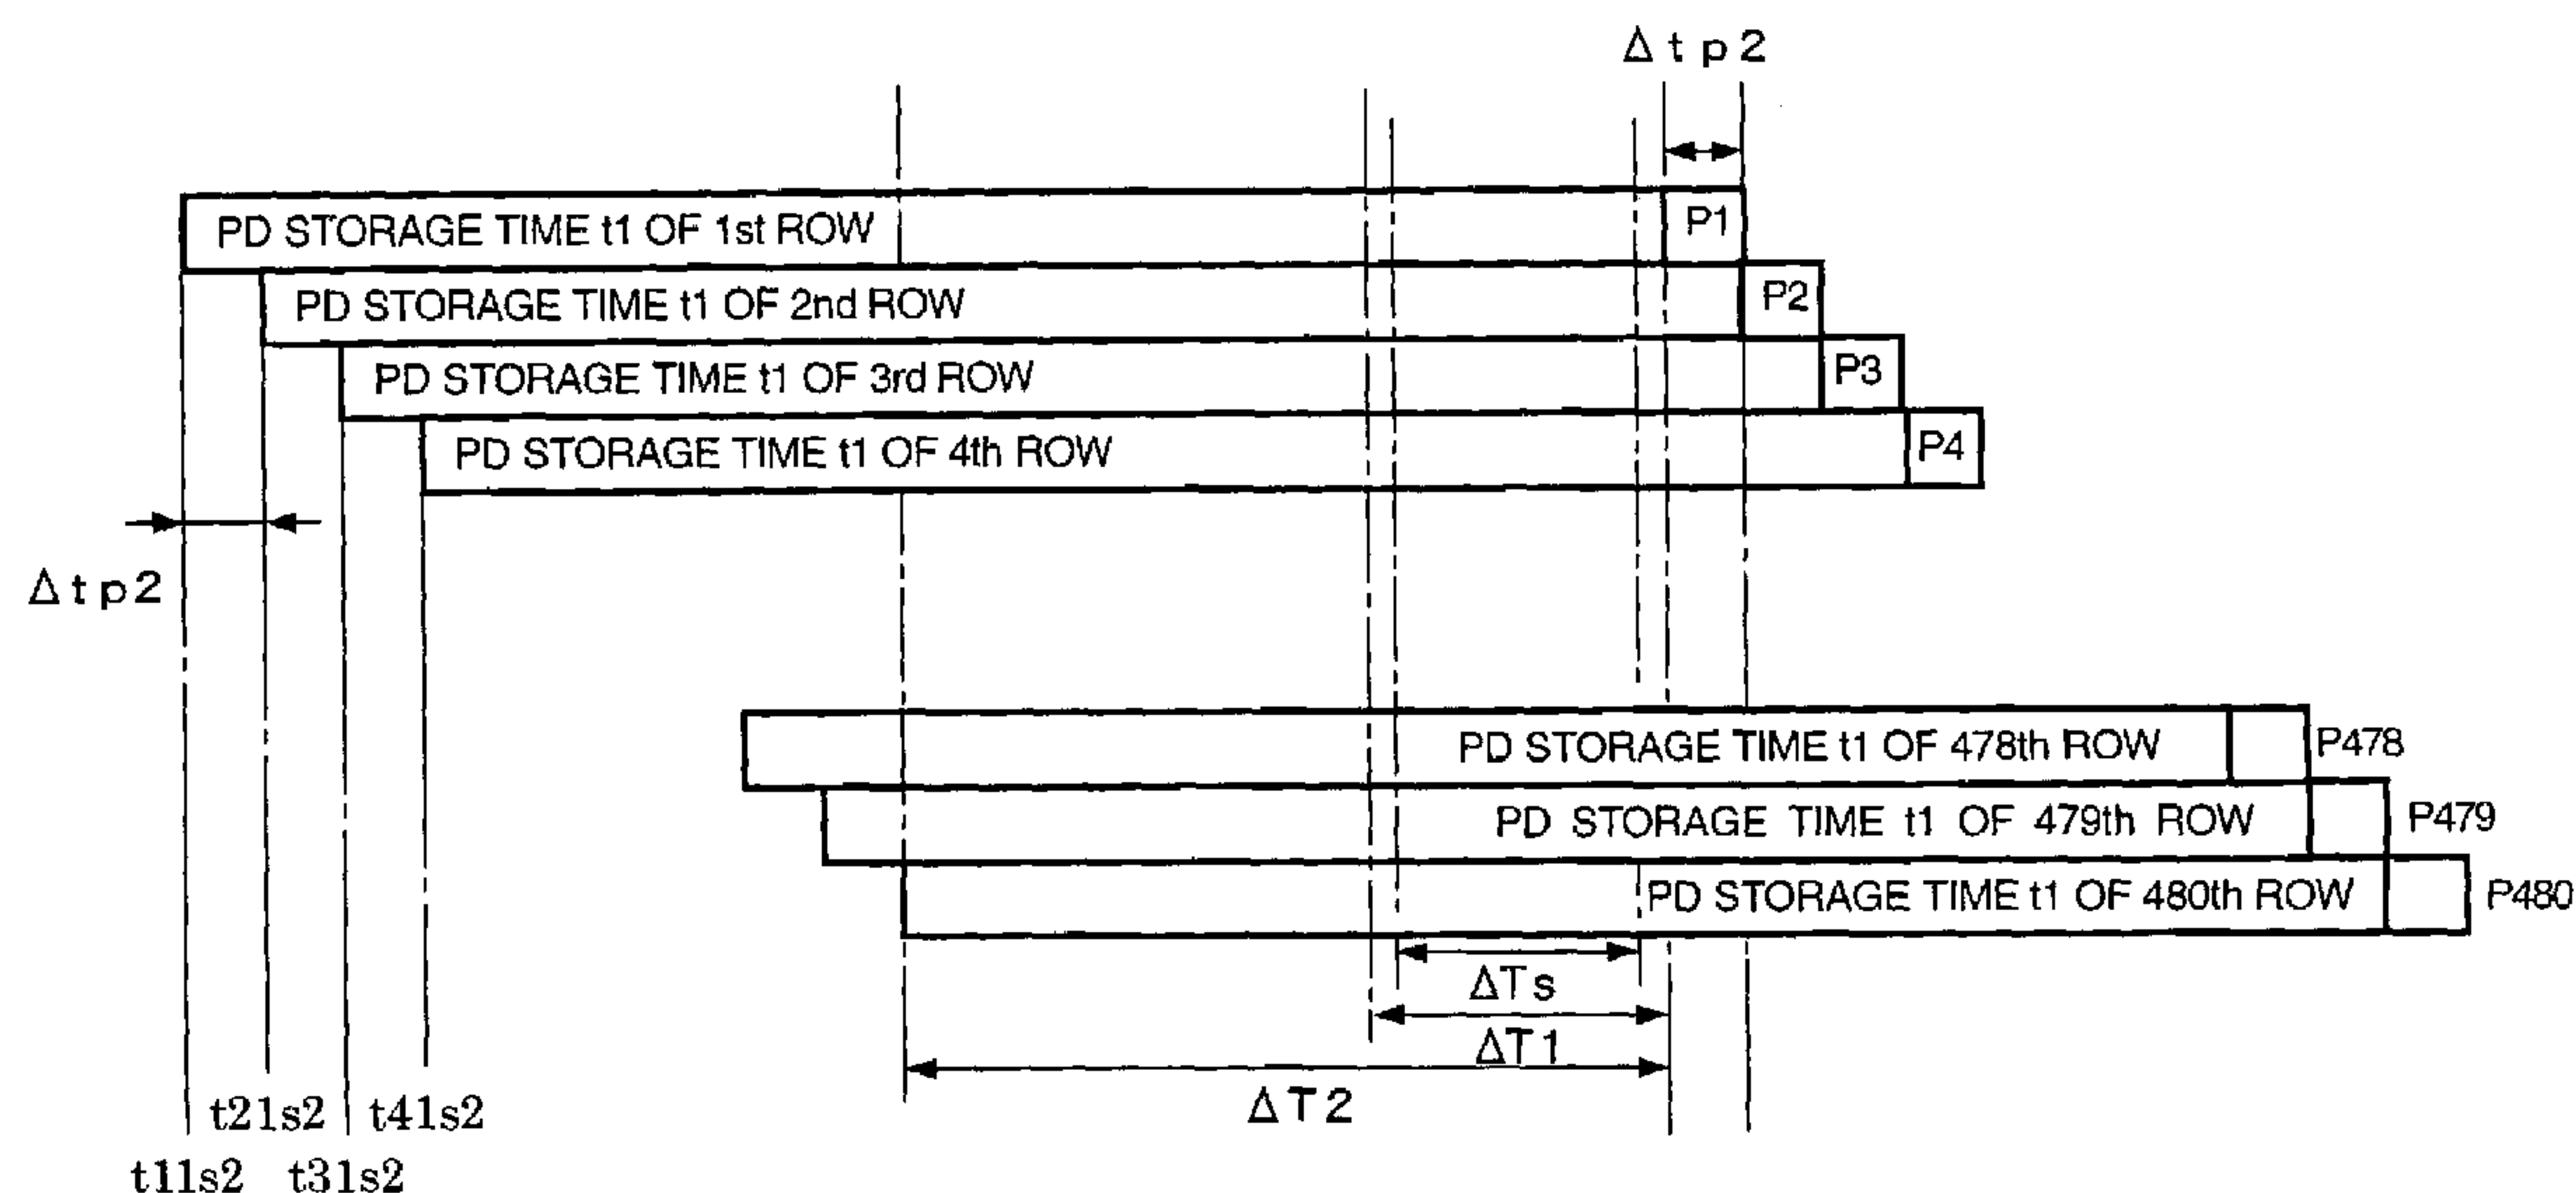 Δtp2
PD STORAGE TIME t1 OF 1st ROW P1
PD STORAGE TIME t1 OF 2nd ROW P2
PD STORAGE TIME t1 OF 3rd ROW P3
PD STORAGE TIME t1 OF 4th ROW P4
Δtp2
PD STORAGE TIME t1 OF 478th ROW P478
PD STORAGE TIME t1 OF 479th ROW P479
PD STORAGE TIME t1 OF 480th ROW P480
ΔTs
ΔT1
ΔT2
t21s2 t41s2
t11s2 t31s2